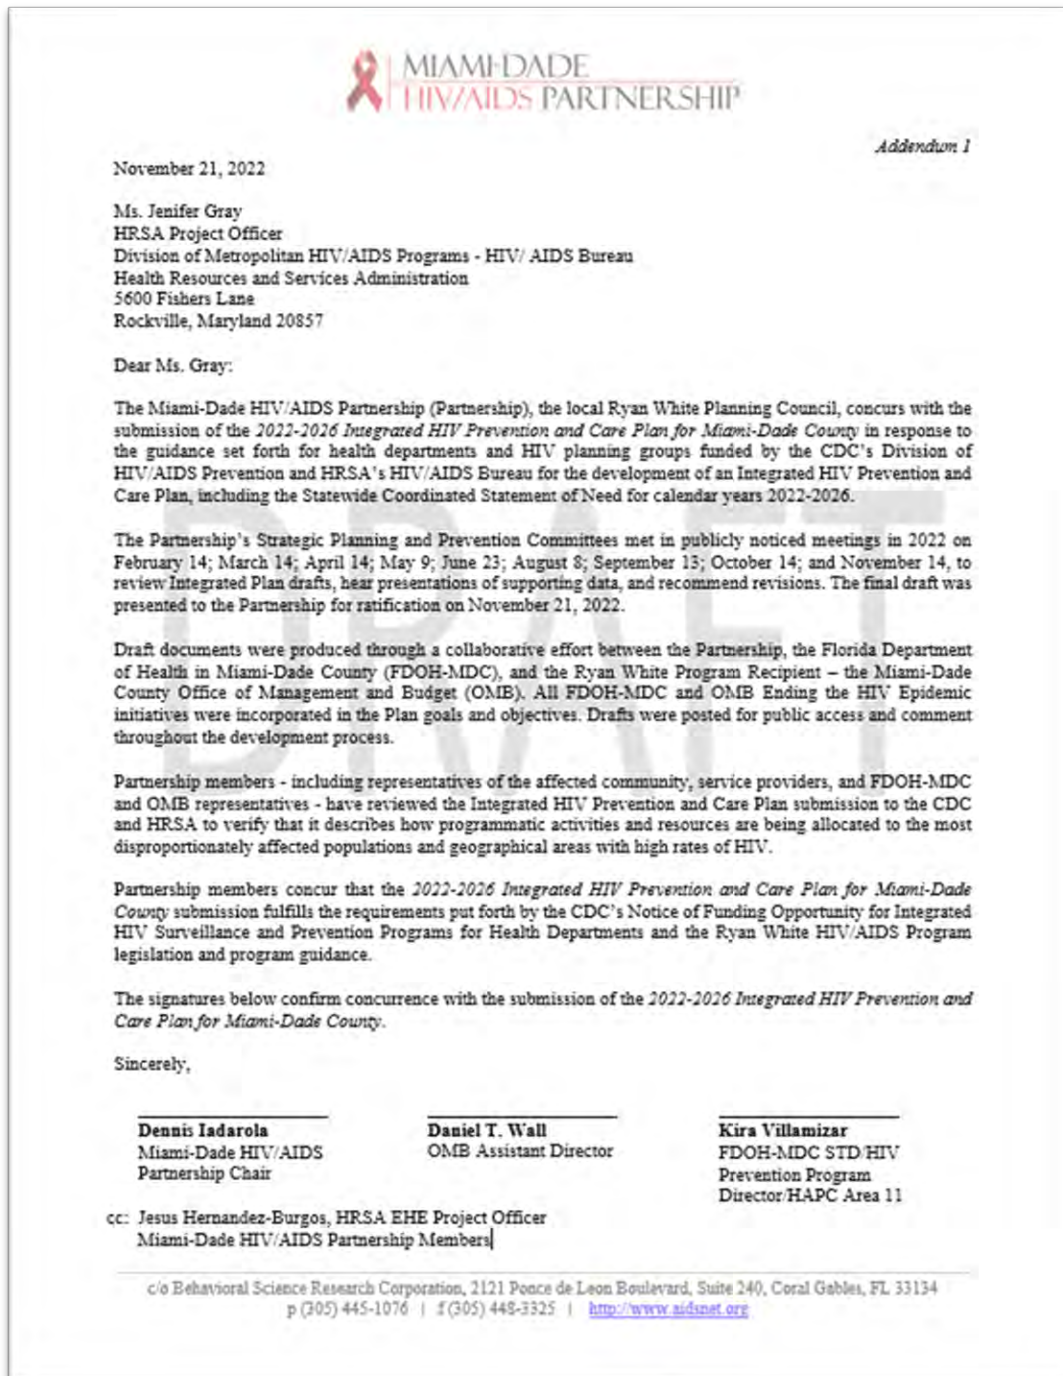 MIAMI-DADE
HIV/AIDS PARTNERSHIP
Addendum 1
November 21, 2022
Ms. Jenifer Gray
HRSA Project Officer
Division of Metropolitan HIV/AIDS Programs - HIV/ AIDS Bureau
Health Resources and Services Administration
5600 Fishers Lane
Rockville, Maryland 20857
Dear Ms. Gray:
The Miami-Dade HIV/AIDS Partnership (Partnership), the local Ryan White Planning Council, concurs with the
submission of the 2022-2026 Integrated HIV Prevention and Care Plan for Miami-Dade County in response to
the guidance set forth for health departments and HIV planning groups funded by the CDC's Division of
HIV/AIDS Prevention and HRSA's HIV/AIDS Bureau for the development of an Integrated HIV Prevention and
Care Plan, including the Statewide Coordinated Statement of Need for calendar years 2022-2026.
The Partnership's Strategic Planning and Prevention Committees met in publicly noticed meetings in 2022 on
February 14; March 14; April 14; May 9; June 23; August 8; September 13; October 14; and November 14, to
review Integrated Plan drafts, hear presentations of supporting data, and recommend revisions. The final draft was
presented to the Partnership for ratification on November 21, 2022.
Draft documents were produced through a collaborative effort between the Partnership, the Florida Department
of Health in Miami-Dade County (FDOH-MDC), and the Ryan White Program Recipient – the Miami-Dade
County Office of Management and Budget (OMB). All FDOH-MDC and OMB Ending the HIV Epidemic
initiatives were incorporated in the Plan goals and objectives. Drafts were posted for public access and comment
throughout the development process.
Partnership members - including representatives of the affected community, service providers, and FDOH-MDC
and OMB representatives - have reviewed the Integrated HIV Prevention and Care Plan submission to the CDC
and HRSA to verify that it describes how programmatic activities and resources are being allocated to the most
disproportionately affected populations and geographical areas with high rates of HIV.
Partnership members concur that the 2022-2026 Integrated HIV Prevention and Care Plan for Miami-Dade
County submission fulfills the requirements put forth by the CDC's Notice of Funding Opportunity for Integrated
HIV Surveillance and Prevention Programs for Health Departments and the Ryan White HIV/AIDS Program
legislation and program guidance.
The signatures below confirm concurrence with the submission of the 2022-2026 Integrated HIV Prevention and
Care Plan for Miami-Dade County.
DRAFT
Sincerely,
Dennis Iadarola
Miami-Dade HIV/AIDS
Partnership Chair
Daniel T. Wall
OMB Assistant Director
Kira Villamizar
FDOH-MDC STD/HIV
Prevention Program
Director/HAPC Area 11
cc: Jesus Hernandez-Burgos, HRSA EHE Project Officer
Miami-Dade HIV/AIDS Partnership Members
c/o Behavioral Science Research Corporation, 2121 Ponce de Leon Boulevard, Suite 240, Coral Gables, FL 33134
p (305) 445-1076 | f (305) 448-3325 | http://www.aidsnet.org